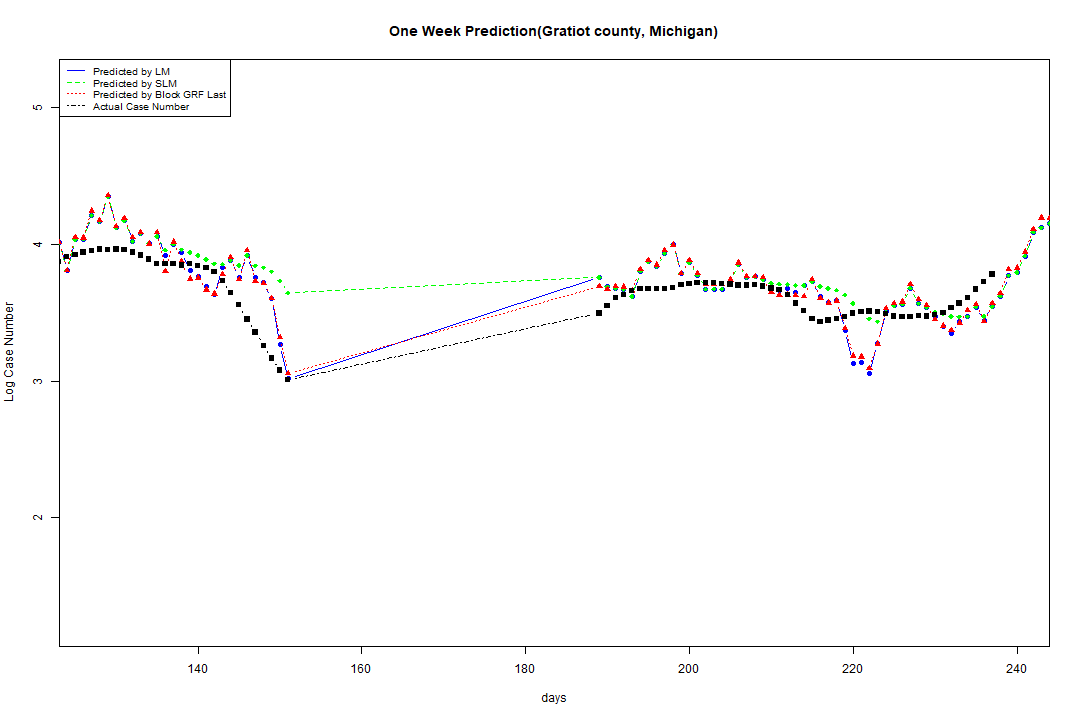 One Week Prediction(Gratiot county, Michigan)
Predicted by LM
Predicted by SLM
Predicted by Block GRF Last
Actual Case Number
5
4
3
2
Log Case Number
140 160 180 200 220 240
days